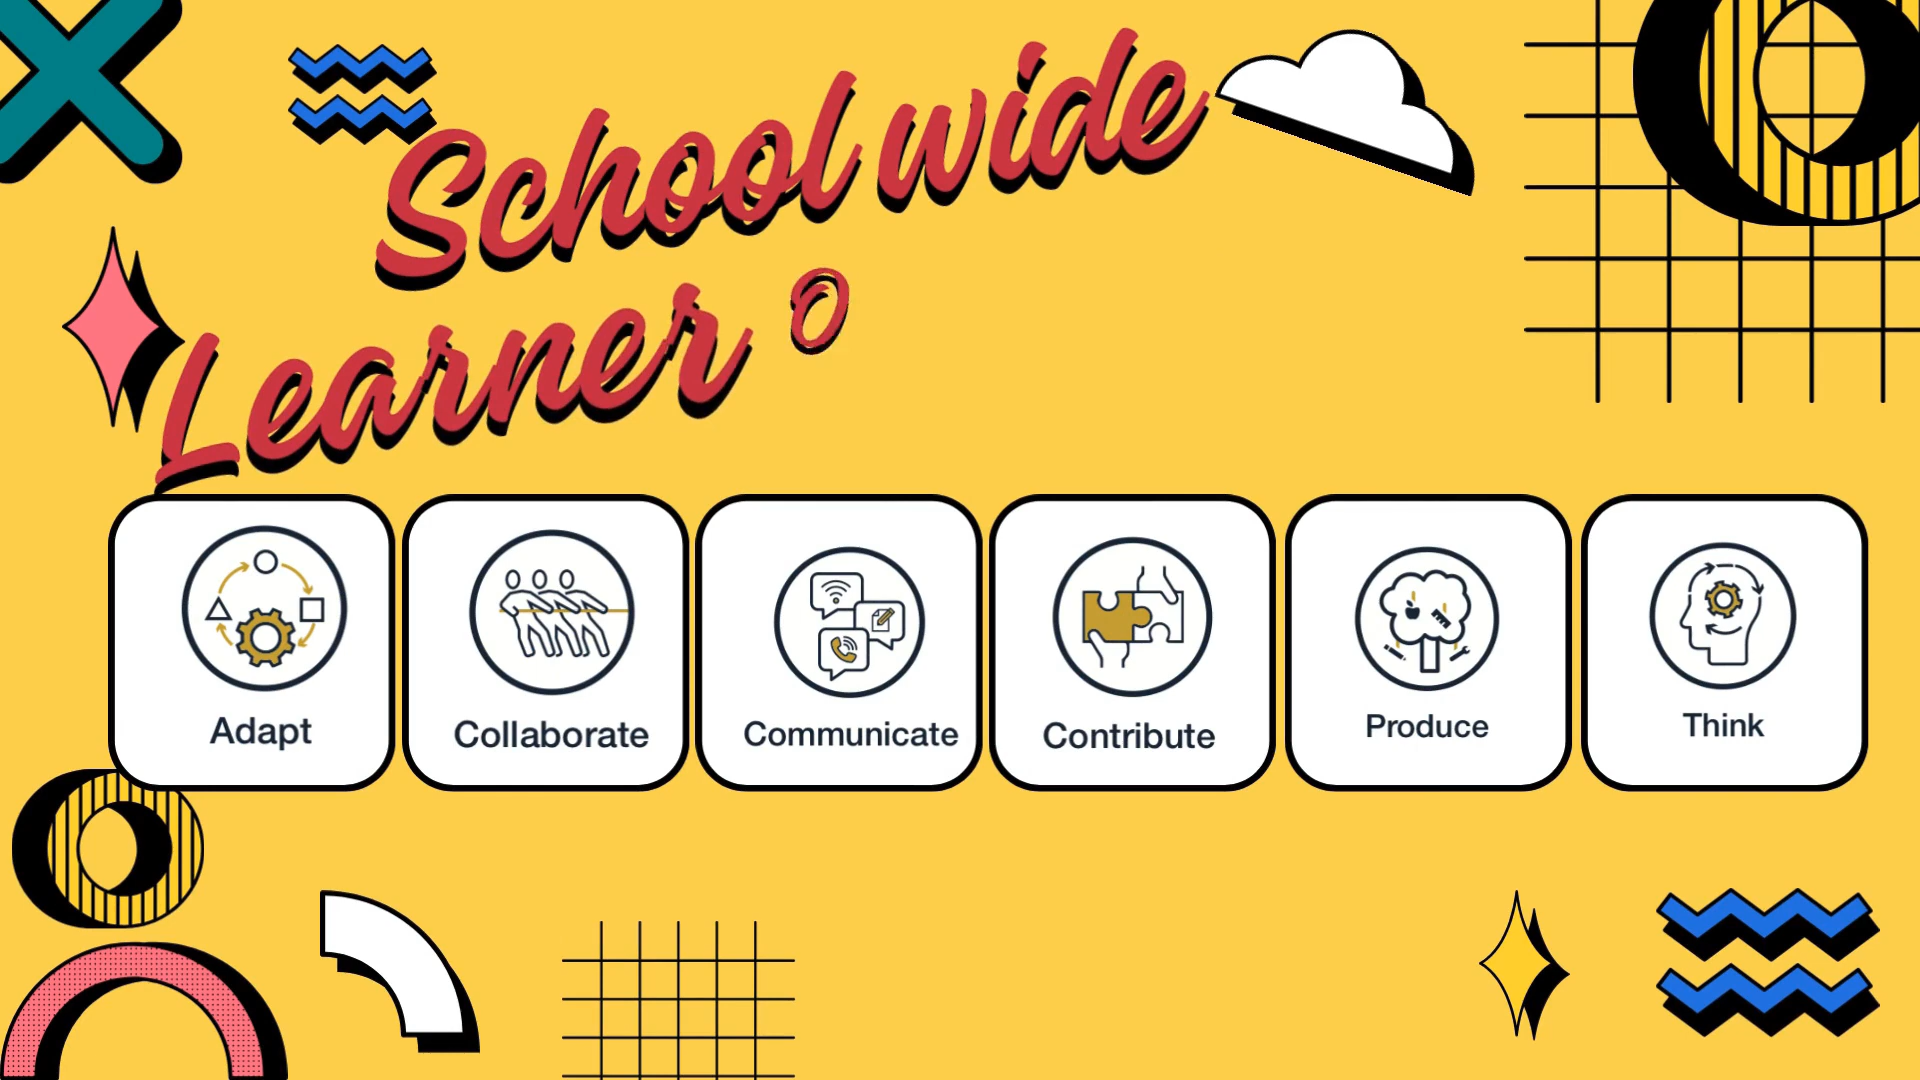 School wide
Learner O
Adapt
Collaborate
Communicate
Contribute
Produce
Think